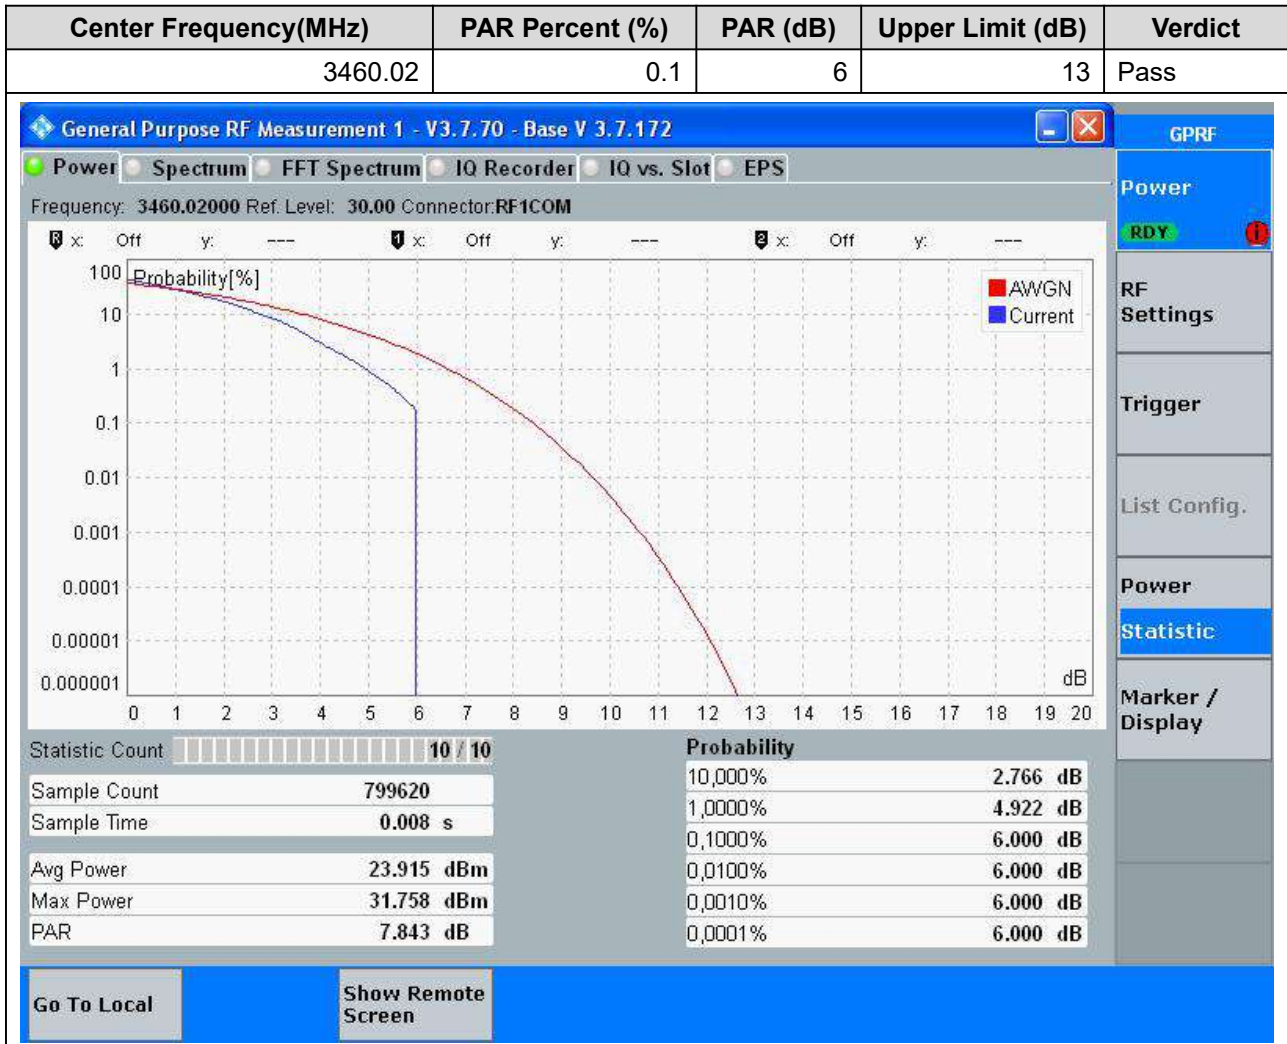 Center Frequency(MHz) PAR Percent (%) PAR (dB) Upper Limit (dB) Verdict
3460.02 0.1 6 13 Pass
General Purpose RF Measurement 1 - V3.7.70 - Base V 3.7.172
GPRF
Power Spectrum FFT Spectrum IQ Recorder IQ vs. Slot EPS
Frequency: 3460.02000 Ref. Level: 30.00 Connector:RF1COM
R x: Off y: --- 1 x: Off y: --- 2 x: Off y: ---
Probability[%]
AWGN
Current
100
10
1
0.1
0.01
0.001
0.0001
0.00001
0.000001
dB
0 1 2 3 4 5 6 7 8 9 10 11 12 13 14 15 16 17 18 19 20
Statistic Count 10 / 10
Sample Count 799620
Sample Time 0.008 s
Avg Power 23.915 dBm
Max Power 31.758 dBm
PAR 7.843 dB
Probability
10,000% 2.766 dB
1,0000% 4.922 dB
0,1000% 6.000 dB
0,0100% 6.000 dB
0,0010% 6.000 dB
0,0001% 6.000 dB
Power
RDY
RF
Settings
Trigger
List Config.
Power
Statistic
Marker /
Display
Go To Local
Show Remote
Screen